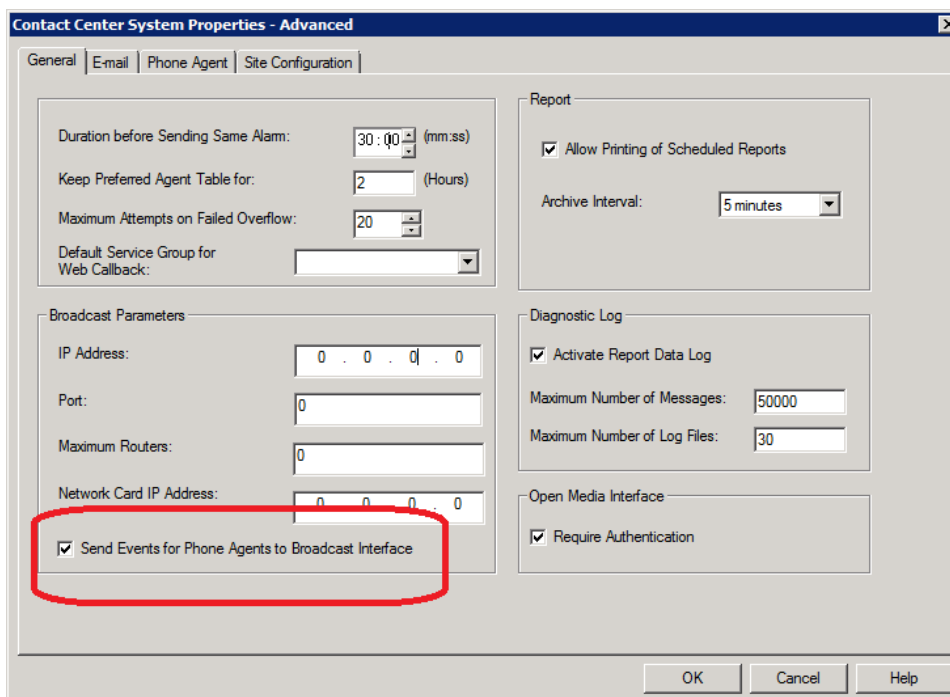 Contact Center System Properties - Advanced
General E-mail Phone Agent Site Configuration
Duration before Sending Same Alarm: 30 : 00 (mm:ss)
Keep Preferred Agent Table for: 2 (Hours)
Maximum Attempts on Failed Overflow: 20
Default Service Group for
Web Callback:
Report
Allow Printing of Scheduled Reports
Archive Interval: 5 minutes
Broadcast Parameters
IP Address: 0 . 0 . 0 . 0
Port: 0
Maximum Routers: 0
Network Card IP Address: 0 . 0 . 0 . 0
Send Events for Phone Agents to Broadcast Interface
Diagnostic Log
Activate Report Data Log
Maximum Number of Messages: 50000
Maximum Number of Log Files: 30
Open Media Interface
Require Authentication
OK Cancel Help